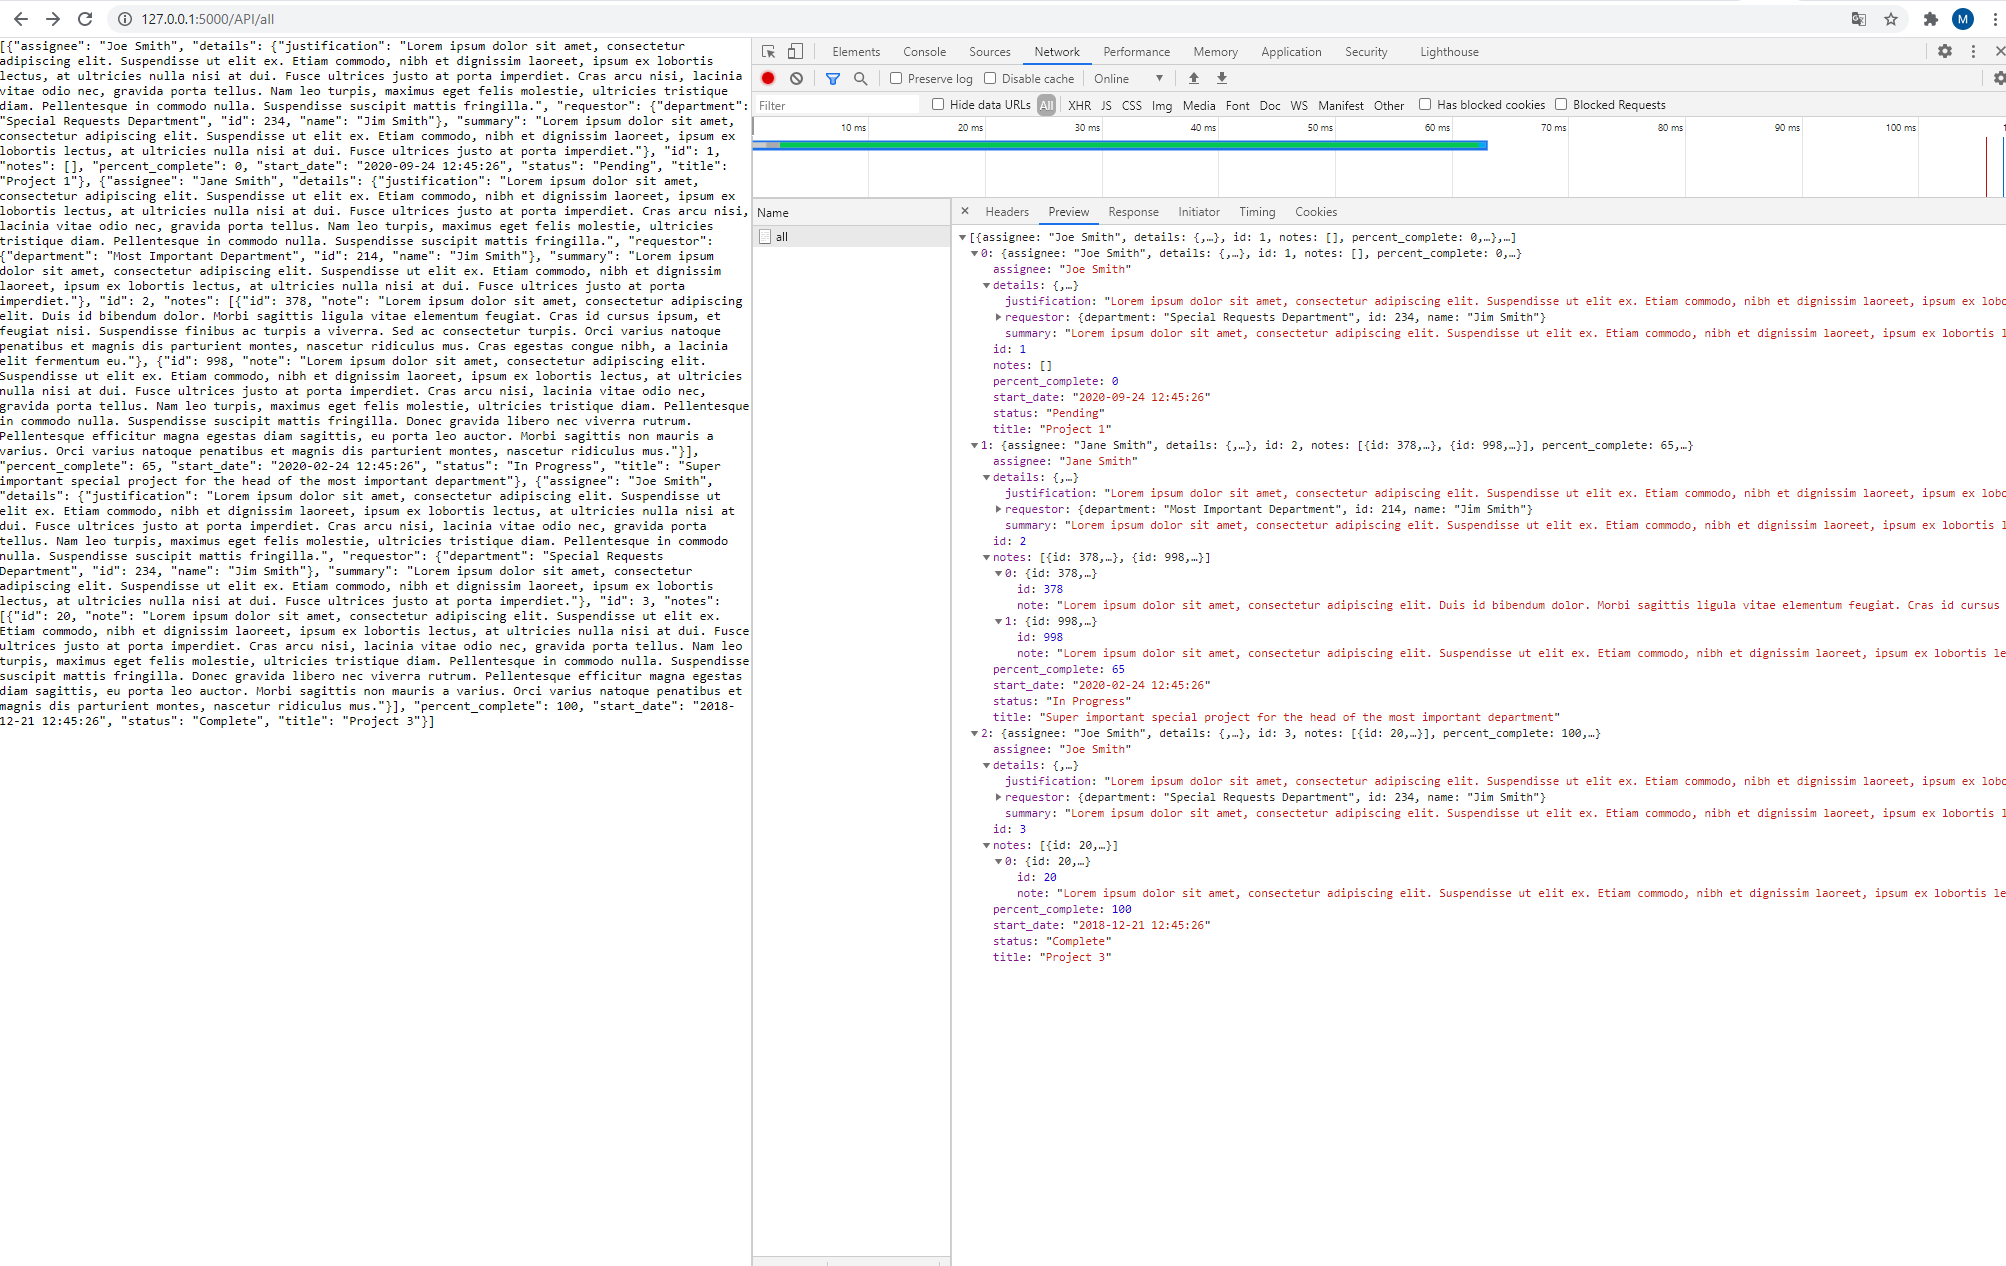 127.0.0.1:5000/API/all
M
[{"assignee": "Joe Smith", "details": {"justification": "Lorem ipsum dolor sit amet, consectetur
adipiscing elit. Suspendisse ut elit ex. Etiam commodo, nibh et dignissim laoreet, ipsum ex lobortis
lectus, at ultricies nulla nisi at dui. Fusce ultrices justo at porta imperdiet. Cras arcu nisi, lacinia
vitae odio nec, gravida porta tellus. Nam leo turpis, maximus eget felis molestie, ultricies tristique
diam. Pellentesque in commodo nulla. Suspendisse suscipit mattis fringilla.", "requestor": {"department":
"Special Requests Department", "id": 234, "name": "Jim Smith"}, "summary": "Lorem ipsum dolor sit amet,
consectetur adipiscing elit. Suspendisse ut elit ex. Etiam commodo, nibh et dignissim laoreet, ipsum ex
lobortis lectus, at ultricies nulla nisi at dui. Fusce ultrices justo at porta imperdiet."}, "id": 1,
"notes": [], "percent_complete": 0, "start_date": "2020-09-24 12:45:26", "status": "Pending", "title":
"Project 1"}, {"assignee": "Jane Smith", "details": {"justification": "Lorem ipsum dolor sit amet,
consectetur adipiscing elit. Suspendisse ut elit ex. Etiam commodo, nibh et dignissim laoreet, ipsum ex
lobortis lectus, at ultricies nulla nisi at dui. Fusce ultrices justo at porta imperdiet. Cras arcu nisi,
lacinia vitae odio nec, gravida porta tellus. Nam leo turpis, maximus eget felis molestie, ultricies
tristique diam. Pellentesque in commodo nulla. Suspendisse suscipit mattis fringilla.", "requestor":
{"department": "Most Important Department", "id": 214, "name": "Jim Smith"}, "summary": "Lorem ipsum
dolor sit amet, consectetur adipiscing elit. Suspendisse ut elit ex. Etiam commodo, nibh et dignissim
laoreet, ipsum ex lobortis lectus, at ultricies nulla nisi at dui. Fusce ultrices justo at porta
imperdiet."}, "id": 2, "notes": [{"id": 378, "note": "Lorem ipsum dolor sit amet, consectetur adipiscing
elit. Duis id bibendum dolor. Morbi sagittis ligula vitae elementum feugiat. Cras id cursus ipsum, et
feugiat nisi. Suspendisse finibus ac turpis a viverra. Sed ac consectetur turpis. Orci varius natoque
penatibus et magnis dis parturient montes, nascetur ridiculus mus. Cras egestas congue nibh, a lacinia
elit fermentum eu."}, {"id": 998, "note": "Lorem ipsum dolor sit amet, consectetur adipiscing elit.
Suspendisse ut elit ex. Etiam commodo, nibh et dignissim laoreet, ipsum ex lobortis lectus, at ultricies
nulla nisi at dui. Fusce ultrices justo at porta imperdiet. Cras arcu nisi, lacinia vitae odio nec,
gravida porta tellus. Nam leo turpis, maximus eget felis molestie, ultricies tristique diam. Pellentesque
in commodo nulla. Suspendisse suscipit mattis fringilla. Donec gravida libero nec viverra rutrum.
Pellentesque efficitur magna egestas diam sagittis, eu porta leo auctor. Morbi sagittis non mauris a
varius. Orci varius natoque penatibus et magnis dis parturient montes, nascetur ridiculus mus."}],
"percent_complete": 65, "start_date": "2020-02-24 12:45:26", "status": "In Progress", "title": "Super
important special project for the head of the most important department"}, {"assignee": "Joe Smith",
"details": {"justification": "Lorem ipsum dolor sit amet, consectetur adipiscing elit. Suspendisse ut
elit ex. Etiam commodo, nibh et dignissim laoreet, ipsum ex lobortis lectus, at ultricies nulla nisi at
dui. Fusce ultrices justo at porta imperdiet. Cras arcu nisi, lacinia vitae odio nec, gravida porta
tellus. Nam leo turpis, maximus eget felis molestie, ultricies tristique diam. Pellentesque in commodo
nulla. Suspendisse suscipit mattis fringilla.", "requestor": {"department": "Special Requests
Department", "id": 234, "name": "Jim Smith"}, "summary": "Lorem ipsum dolor sit amet, consectetur
adipiscing elit. Suspendisse ut elit ex. Etiam commodo, nibh et dignissim laoreet, ipsum ex lobortis
lectus, at ultricies nulla nisi at dui. Fusce ultrices justo at porta imperdiet."}, "id": 3, "notes":
[{"id": 20, "note": "Lorem ipsum dolor sit amet, consectetur adipiscing elit. Suspendisse ut elit ex.
Etiam commodo, nibh et dignissim laoreet, ipsum ex lobortis lectus, at ultricies nulla nisi at dui. Fusce
ultrices justo at porta imperdiet. Cras arcu nisi, lacinia vitae odio nec, gravida porta tellus. Nam leo
turpis, maximus eget felis molestie, ultricies tristique diam. Pellentesque in commodo nulla. Suspendisse
suscipit mattis fringilla. Donec gravida libero nec viverra rutrum. Pellentesque efficitur magna egestas
diam sagittis, eu porta leo auctor. Morbi sagittis non mauris a varius. Orci varius natoque penatibus et
magnis dis parturient montes, nascetur ridiculus mus."}], "percent_complete": 100, "start_date": "2018-
12-21 12:45:26", "status": "Complete", "title": "Project 3"}]
Elements Console Sources Network Performance Memory Application Security Lighthouse
Preserve log Disable cache Online
Filter Hide data URLs All XHR JS CSS Img Media Font Doc WS Manifest Other Has blocked cookies Blocked Requests
10 ms 20 ms 30 ms 40 ms 50 ms 60 ms 70 ms 80 ms 90 ms 100 ms
Name
all
Headers Preview Response Initiator Timing Cookies
[{assignee: "Joe Smith", details: {,…}, id: 1, notes: [], percent_complete: 0,…},…]
0: {assignee: "Joe Smith", details: {,…}, id: 1, notes: [], percent_complete: 0,…}
assignee: "Joe Smith"
details: {,…}
justification: "Lorem ipsum dolor sit amet, consectetur adipiscing elit. Suspendisse ut elit ex. Etiam commodo, nibh et dignissim laoreet, ipsum ex lobo
requestor: {department: "Special Requests Department", id: 234, name: "Jim Smith"}
summary: "Lorem ipsum dolor sit amet, consectetur adipiscing elit. Suspendisse ut elit ex. Etiam commodo, nibh et dignissim laoreet, ipsum ex lobortis l
id: 1
notes: []
percent_complete: 0
start_date: "2020-09-24 12:45:26"
status: "Pending"
title: "Project 1"
1: {assignee: "Jane Smith", details: {,…}, id: 2, notes: [{id: 378,…}, {id: 998,…}], percent_complete: 65,…}
assignee: "Jane Smith"
details: {,…}
justification: "Lorem ipsum dolor sit amet, consectetur adipiscing elit. Suspendisse ut elit ex. Etiam commodo, nibh et dignissim laoreet, ipsum ex lobo
requestor: {department: "Most Important Department", id: 214, name: "Jim Smith"}
summary: "Lorem ipsum dolor sit amet, consectetur adipiscing elit. Suspendisse ut elit ex. Etiam commodo, nibh et dignissim laoreet, ipsum ex lobortis l
id: 2
notes: [{id: 378,…}, {id: 998,…}]
0: {id: 378,…}
id: 378
note: "Lorem ipsum dolor sit amet, consectetur adipiscing elit. Duis id bibendum dolor. Morbi sagittis ligula vitae elementum feugiat. Cras id cursus
1: {id: 998,…}
id: 998
note: "Lorem ipsum dolor sit amet, consectetur adipiscing elit. Suspendisse ut elit ex. Etiam commodo, nibh et dignissim laoreet, ipsum ex lobortis le
percent_complete: 65
start_date: "2020-02-24 12:45:26"
status: "In Progress"
title: "Super important special project for the head of the most important department"
2: {assignee: "Joe Smith", details: {,…}, id: 3, notes: [{id: 20,…}], percent_complete: 100,…}
assignee: "Joe Smith"
details: {,…}
justification: "Lorem ipsum dolor sit amet, consectetur adipiscing elit. Suspendisse ut elit ex. Etiam commodo, nibh et dignissim laoreet, ipsum ex lobo
requestor: {department: "Special Requests Department", id: 234, name: "Jim Smith"}
summary: "Lorem ipsum dolor sit amet, consectetur adipiscing elit. Suspendisse ut elit ex. Etiam commodo, nibh et dignissim laoreet, ipsum ex lobortis l
id: 3
notes: [{id: 20,…}]
0: {id: 20,…}
id: 20
note: "Lorem ipsum dolor sit amet, consectetur adipiscing elit. Suspendisse ut elit ex. Etiam commodo, nibh et dignissim laoreet, ipsum ex lobortis le
percent_complete: 100
start_date: "2018-12-21 12:45:26"
status: "Complete"
title: "Project 3"